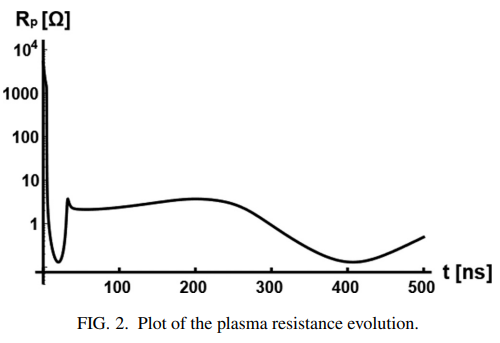 Rp [Ω]
10⁴
1000
100
10
1
100 200 300 400 500 t [ns]
FIG. 2. Plot of the plasma resistance evolution.